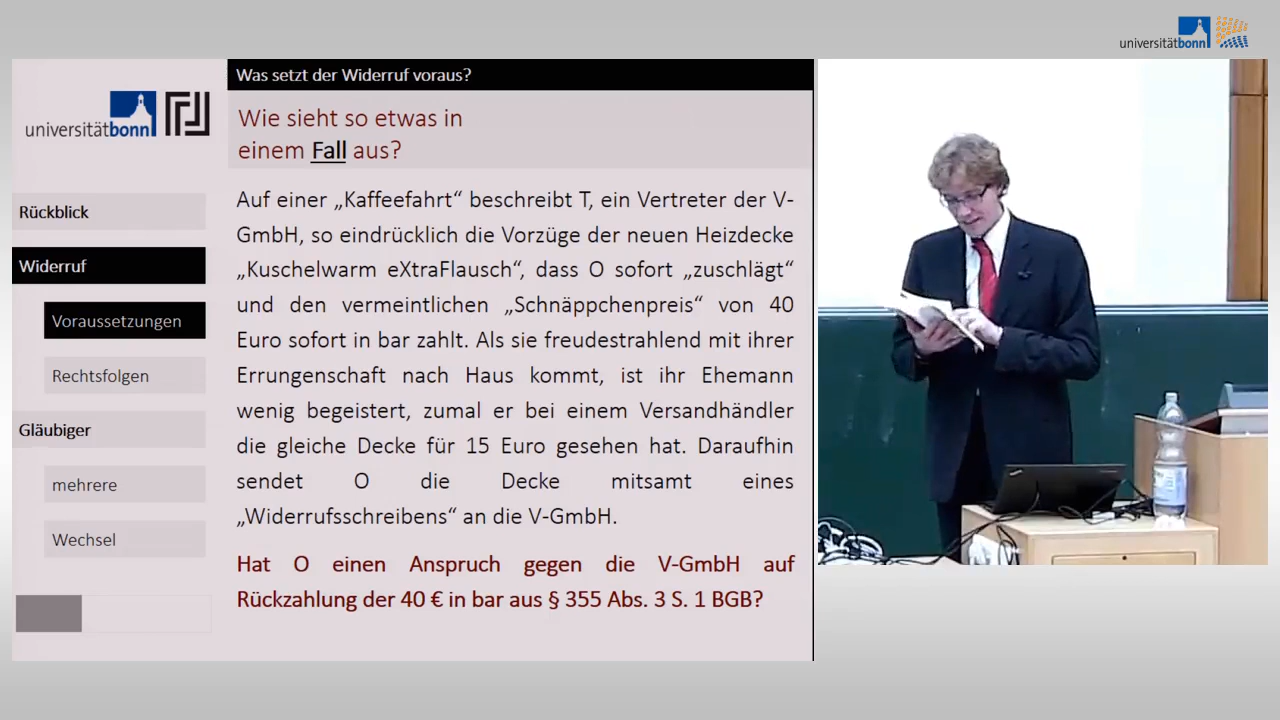 universitätbonn
Was setzt der Widerruf voraus?
universitätbonn
Wie sieht so etwas in
einem Fall aus?
Rückblick
Widerruf
Voraussetzungen
Rechtsfolgen
Gläubiger
mehrere
Wechsel
Auf einer „Kaffeefahrt“ beschreibt T, ein Vertreter der V-
GmbH, so eindrücklich die Vorzüge der neuen Heizdecke
„Kuschelwarm eXtraFlausch“, dass O sofort „zuschlägt“
und den vermeintlichen „Schnäppchenpreis“ von 40
Euro sofort in bar zahlt. Als sie freudestrahlend mit ihrer
Errungenschaft nach Haus kommt, ist ihr Ehemann
wenig begeistert, zumal er bei einem Versandhändler
die gleiche Decke für 15 Euro gesehen hat. Daraufhin
sendet O die Decke mitsamt eines
„Widerrufsschreibens“ an die V-GmbH.
Hat O einen Anspruch gegen die V-GmbH auf
Rückzahlung der 40 € in bar aus § 355 Abs. 3 S. 1 BGB?